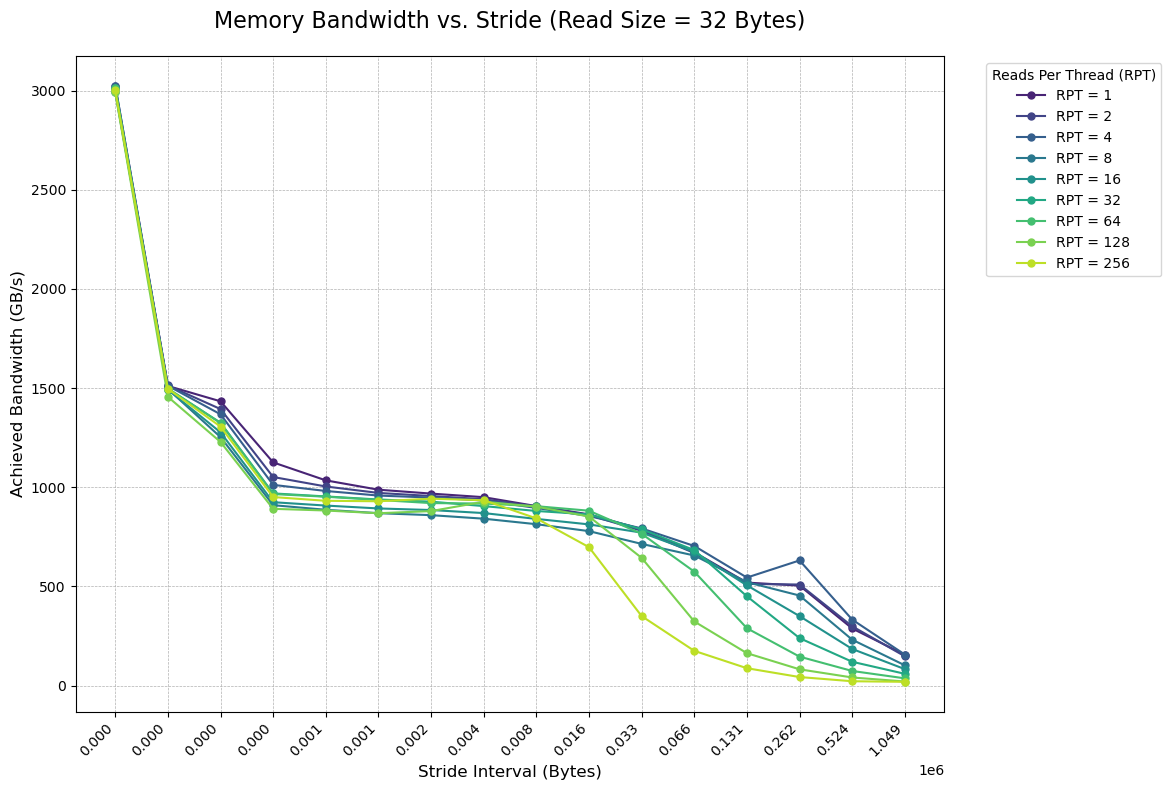 Memory Bandwidth vs. Stride (Read Size = 32 Bytes)
Achieved Bandwidth (GB/s)
3000
2500
2000
1500
1000
500
0
0.000
0.000
0.000
0.000
0.001
0.001
0.002
0.004
0.008
0.016
0.033
0.066
0.131
0.262
0.524
1.049
1e6
Stride Interval (Bytes)
Reads Per Thread (RPT)
RPT = 1
RPT = 2
RPT = 4
RPT = 8
RPT = 16
RPT = 32
RPT = 64
RPT = 128
RPT = 256